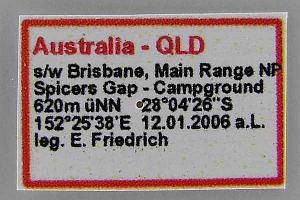 Australia - QLD
s/w Brisbane, Main Range NP
Spicers Gap - Campground
620m üNN 28°04'26"S
152°25'38'E 12.01.2006 a.L.
leg. E. Friedrich